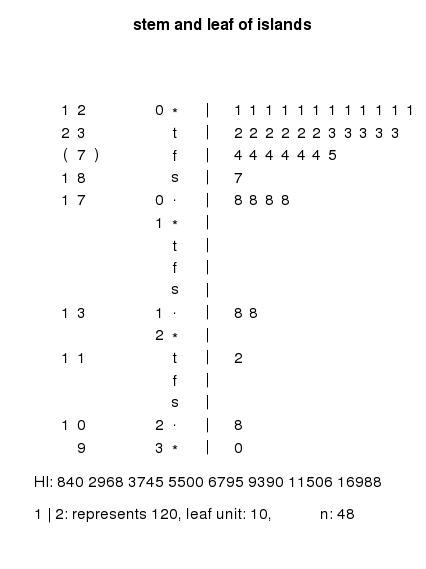 stem and leaf of islands
12 0* | 111111111111
23 t | 22222233333
(7) f | 4444445
18 s | 7
17 0· | 8888
1* |
t |
f |
s |
13 1· | 88
2* |
11 t | 2
f |
s |
10 2· | 8
9 3* | 0
HI: 840 2968 3745 5500 6795 9390 11506 16988
1 | 2: represents 120, leaf unit: 10, n: 48